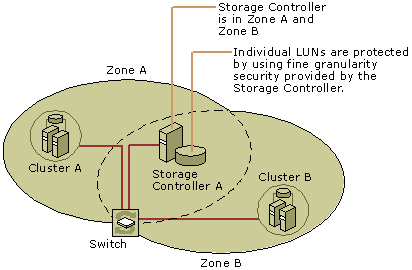 Storage Controller
is in Zone A and
Zone B
Individual LUNs are protected
by using fine granularity
security provided by the
Storage Controller.
Zone A
Cluster A
Storage
Controller A
Cluster B
Switch
Zone B